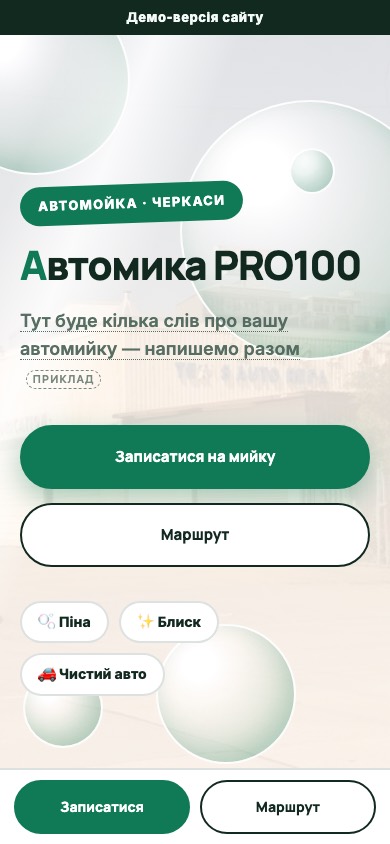 Демо-версія сайту
АВТОМОЙКА · ЧЕРКАСИ
Автомика PRO100
Тут буде кілька слів про вашу
автомийку — напишемо разом
ПРИКЛАД
Записатися на мийку
Маршрут
🫧 Піна
✨ Блиск
🚗 Чистий авто
Записатися
Маршрут